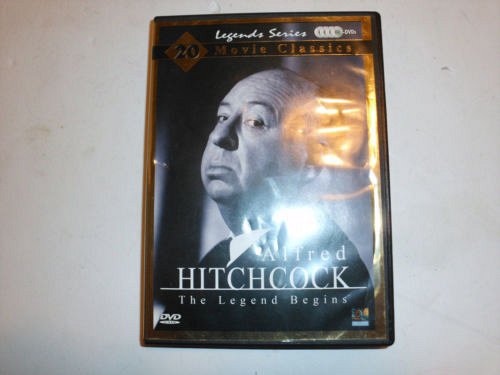 Legends Series
-DVDs
20 Movie Classics
Alfred
HITCHCOCK
The Legend Begins
DVD